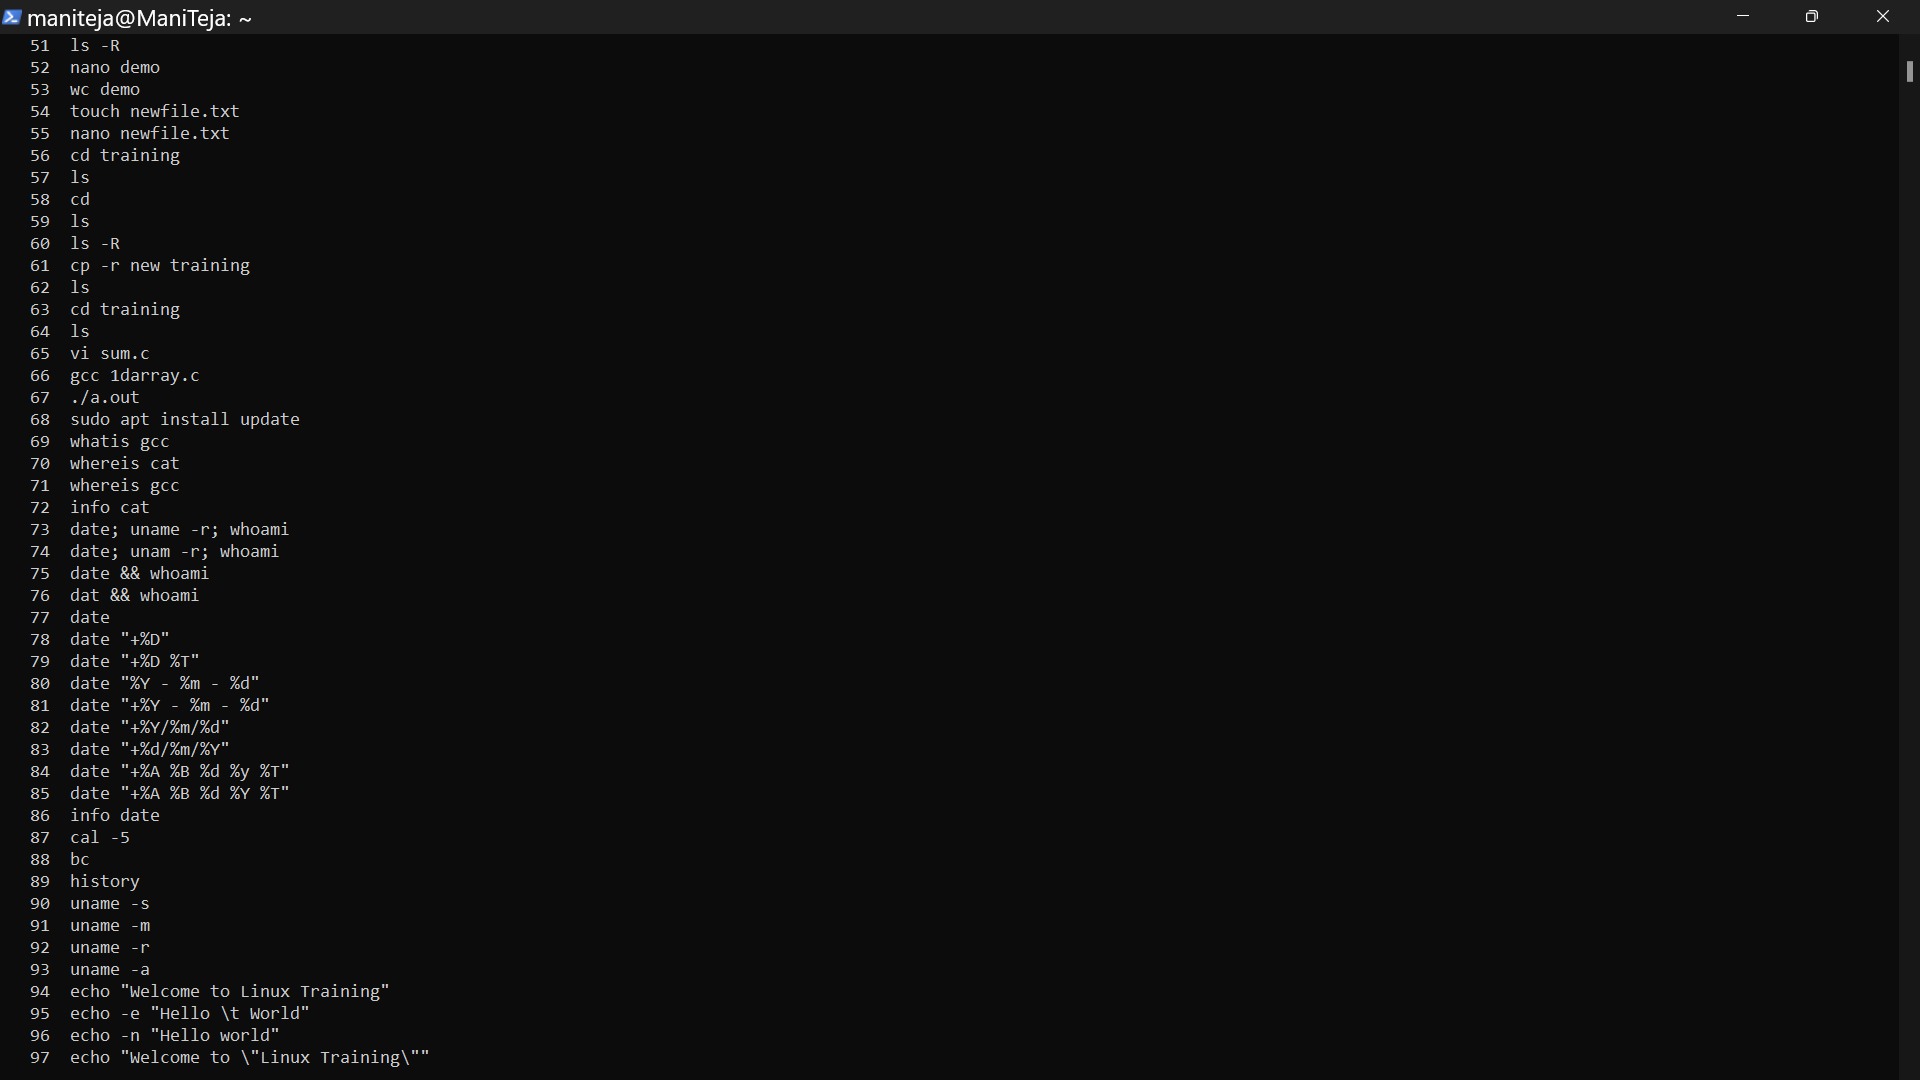 maniteja@ManiTeja: ~
51 ls -R
52 nano demo
53 wc demo
54 touch newfile.txt
55 nano newfile.txt
56 cd training
57 ls
58 cd
59 ls
60 ls -R
61 cp -r new training
62 ls
63 cd training
64 ls
65 vi sum.c
66 gcc 1darray.c
67 ./a.out
68 sudo apt install update
69 whatis gcc
70 whereis cat
71 whereis gcc
72 info cat
73 date; uname -r; whoami
74 date; unam -r; whoami
75 date && whoami
76 dat && whoami
77 date
78 date "+%D"
79 date "+%D %T"
80 date "%Y - %m - %d"
81 date "+%Y - %m - %d"
82 date "+%Y/%m/%d"
83 date "+%d/%m/%Y"
84 date "+%A %B %d %y %T"
85 date "+%A %B %d %Y %T"
86 info date
87 cal -5
88 bc
89 history
90 uname -s
91 uname -m
92 uname -r
93 uname -a
94 echo "Welcome to Linux Training"
95 echo -e "Hello \t World"
96 echo -n "Hello world"
97 echo "Welcome to \"Linux Training\""